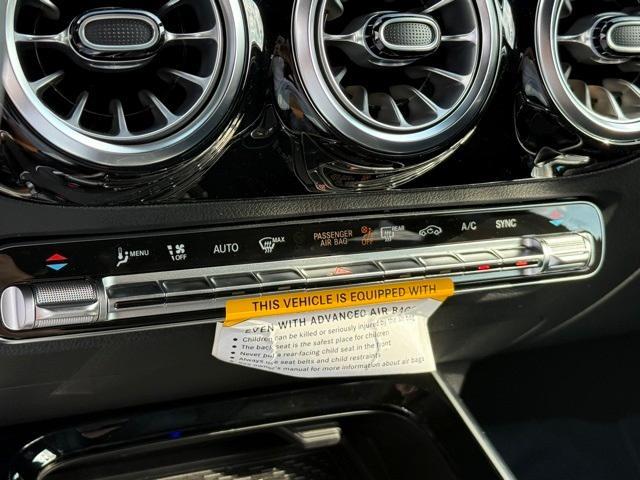 MENU OFF AUTO MAX PASSENGER AIR BAG OFF REAR A/C SYNC
THIS VEHICLE IS EQUIPPED WITH
EVEN WITH ADVANCED AIR BAG
• Children can be killed or seriously injured by the air bag
• The back seat is the safest place for children
• Never put a rear-facing child seat in the front
• Always use seat belts and child restraints
owner's manual for more information about air bags